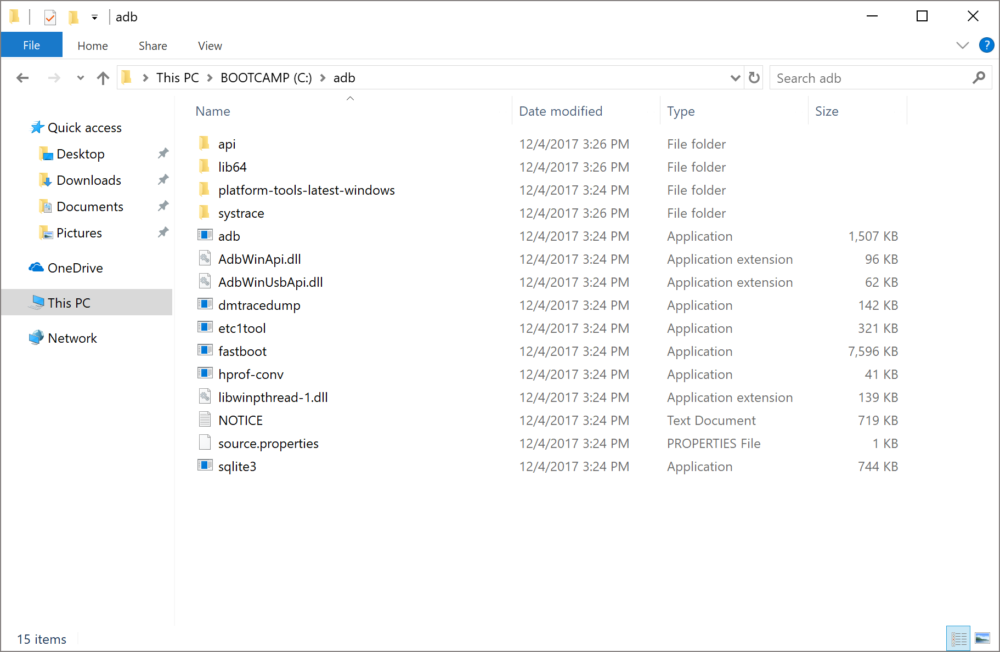 adb
File Home Share View ?
This PC BOOTCAMP (C:) adb Search adb
Name Date modified Type Size
Quick access
Desktop
Downloads
Documents
Pictures
OneDrive
This PC
Network
api 12/4/2017 3:26 PM File folder
lib64 12/4/2017 3:26 PM File folder
platform-tools-latest-windows 12/4/2017 3:24 PM File folder
systrace 12/4/2017 3:26 PM File folder
adb 12/4/2017 3:24 PM Application 1,507 KB
AdbWinApi.dll 12/4/2017 3:24 PM Application extension 96 KB
AdbWinUsbApi.dll 12/4/2017 3:24 PM Application extension 62 KB
dmtracedump 12/4/2017 3:24 PM Application 142 KB
etc1tool 12/4/2017 3:24 PM Application 321 KB
fastboot 12/4/2017 3:24 PM Application 7,596 KB
hprof-conv 12/4/2017 3:24 PM Application 41 KB
libwinpthread-1.dll 12/4/2017 3:24 PM Application extension 139 KB
NOTICE 12/4/2017 3:24 PM Text Document 719 KB
source.properties 12/4/2017 3:24 PM PROPERTIES File 1 KB
sqlite3 12/4/2017 3:24 PM Application 744 KB
15 items